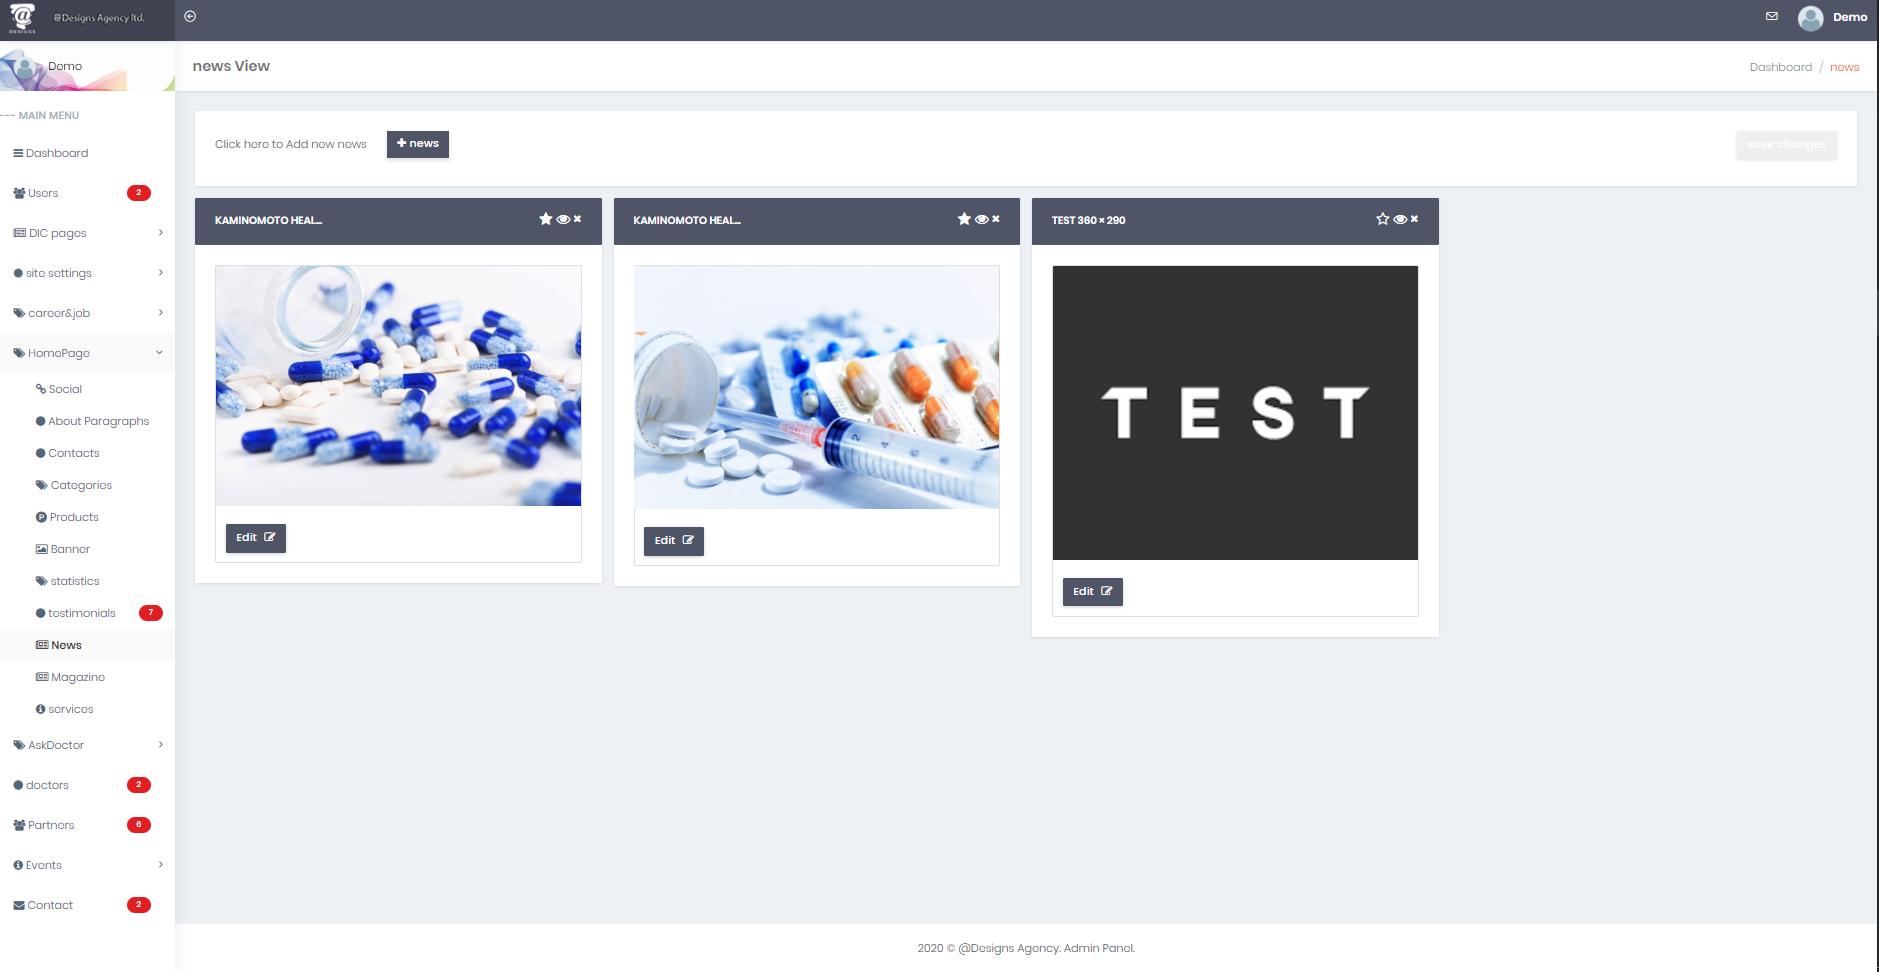 @Designs Agency ltd.
DESIGNS
Demo
Demo
news View
Dashboard / news
--- MAIN MENU
Dashboard
Users 2
DIC pages
site settings
career&job
HomePage
Social
About Paragraphs
Contacts
Categories
Products
Banner
statistics
testimonials 7
News
Magazine
services
AskDoctor
doctors 2
Partners 6
Events
Contact 2
Click here to Add new news
+ news
save changes
KAMINOMOTO HEAL...
Edit
KAMINOMOTO HEAL...
Edit
TEST 360 × 290
TEST
Edit
2020 © @Designs Agency. Admin Panel.